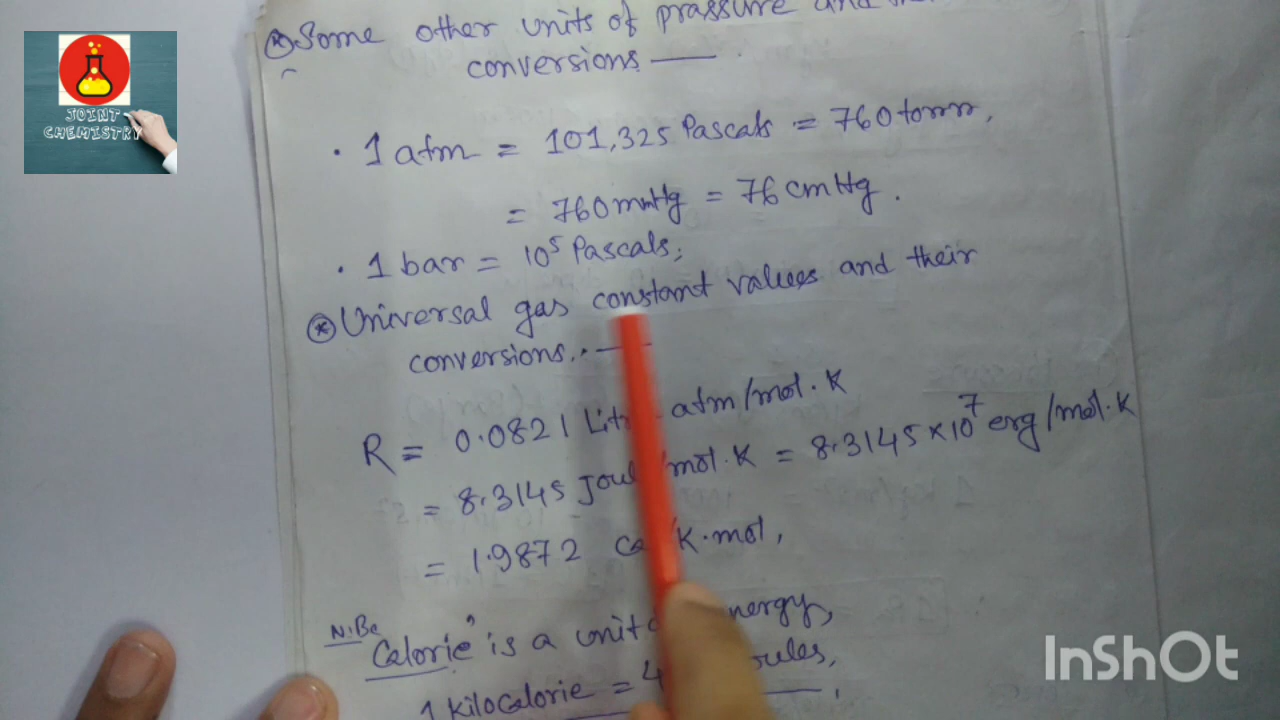 ⊛ Some other units of prassure and
conversions —
JOINT
CHEMISTRY
· 1 atm = 101,325 Pascals = 760 torr,
= 760 mmHg = 76 cmHg.
· 1 bar = 10⁵ Pascals;
⊛ Universal gas constant values and their
conversions. —
R = 0.0821 atm/mol·K
= 8.3145 /mol·K = 8.3145 × 10⁷ erg/mol·K
= 1.9872 K·mol,
"Calorie" is a unit
1 Kilocalorie =
InShOt